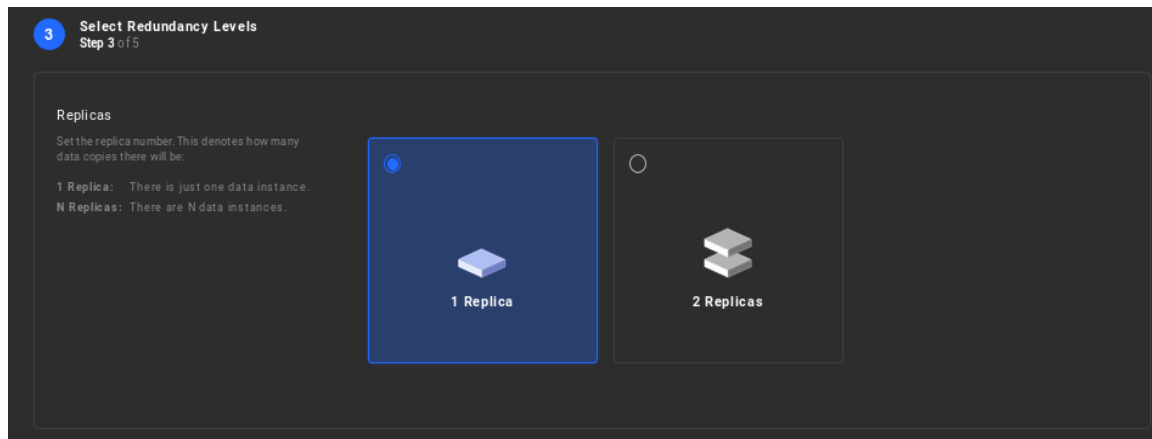 3
Select Redundancy Levels
Step 3 of 5
Replicas
Set the replica number. This denotes how many
data copies there will be:
1 Replica: There is just one data instance.
N Replicas: There are N data instances.
1 Replica
2 Replicas